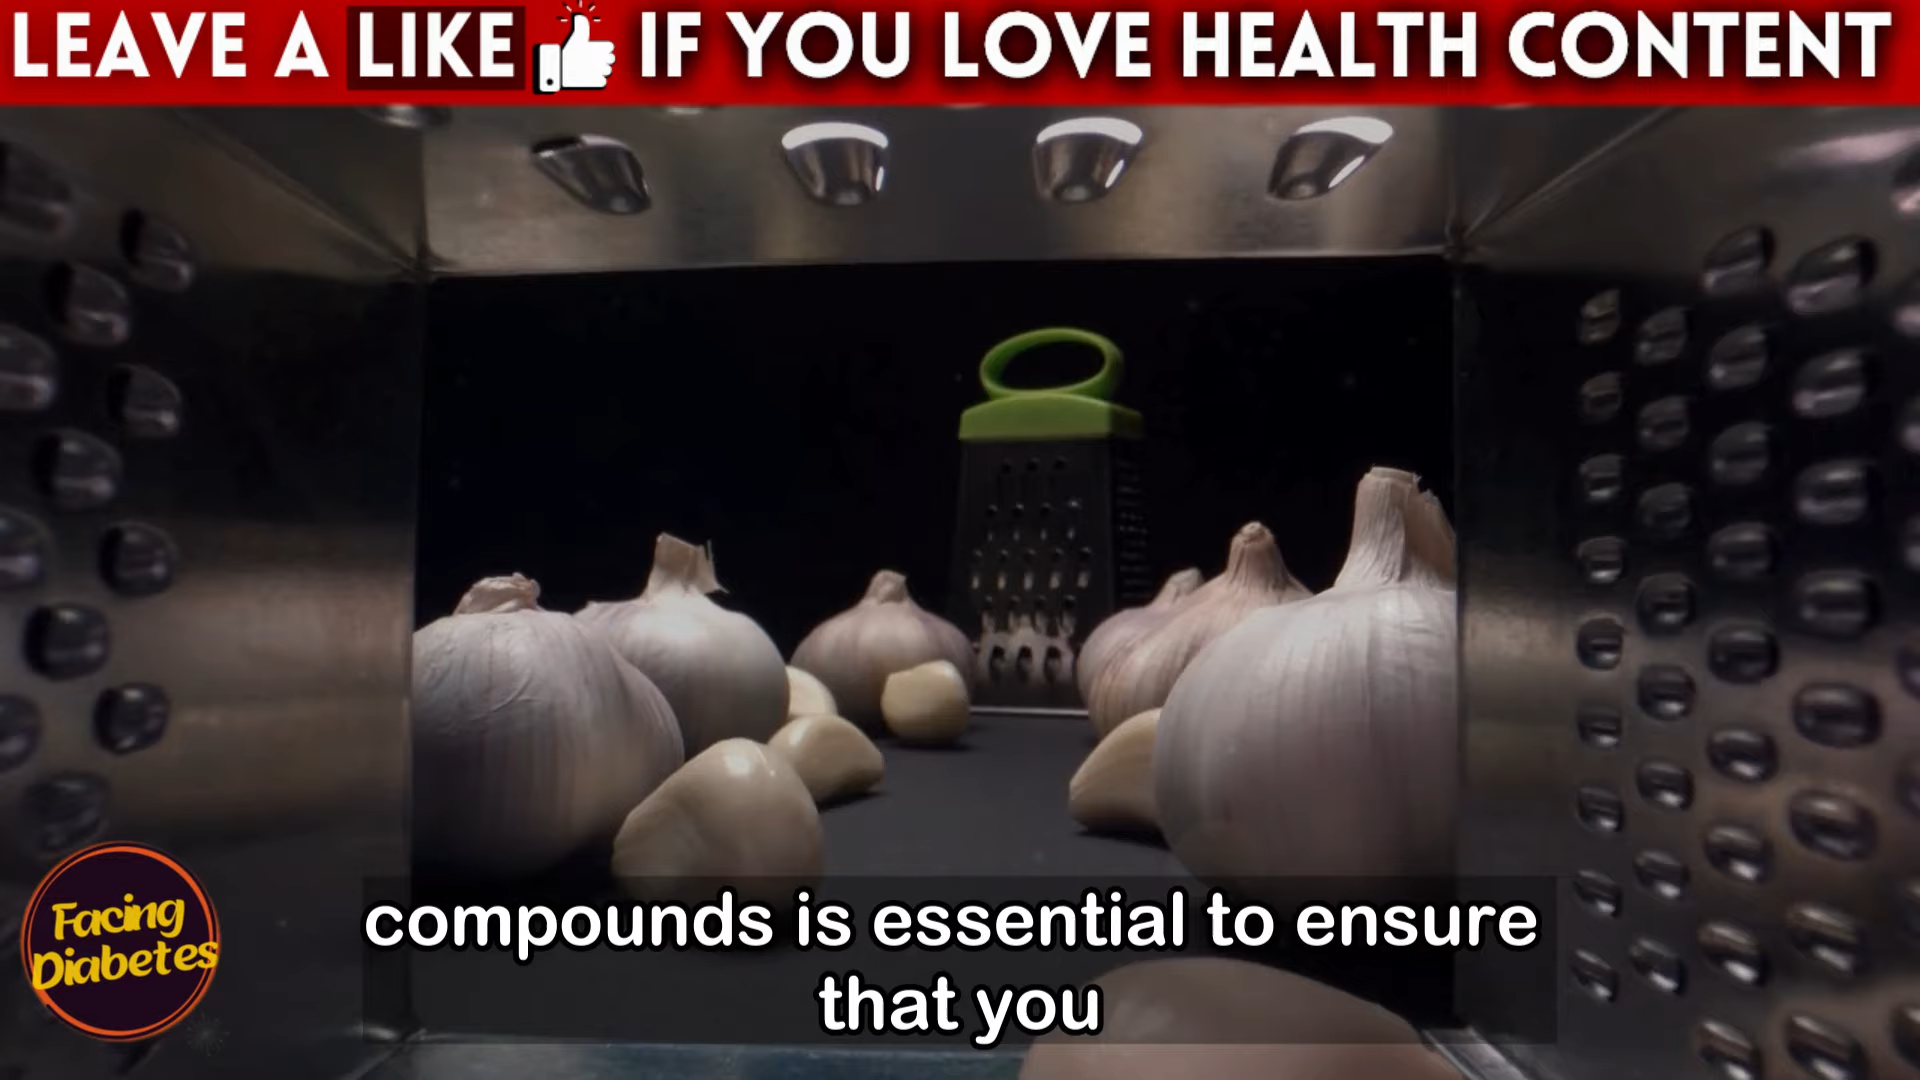 LEAVE A LIKE IF YOU LOVE HEALTH CONTENT
Facing
Diabetes
compounds is essential to ensure
that you